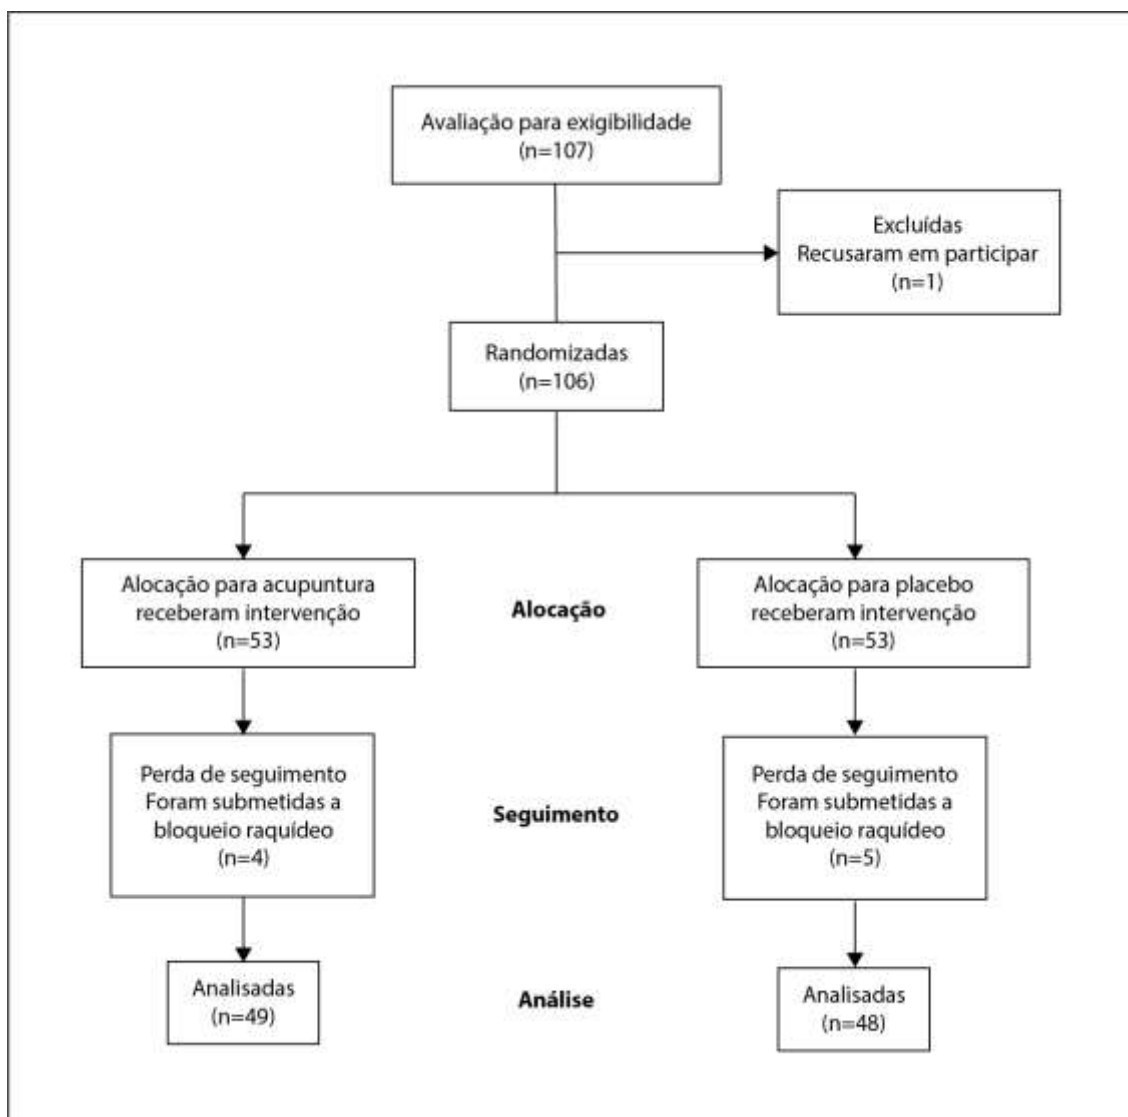 Avaliação para exigibilidade
(n=107)
Excluídas
Recusaram em participar
(n=1)
Randomizadas
(n=106)
Alocação para acupuntura
receberam intervenção
(n=53)
Alocação
Alocação para placebo
receberam intervenção
(n=53)
Perda de seguimento
Foram submetidas a
bloqueio raquídeo
(n=4)
Seguimento
Perda de seguimento
Foram submetidas a
bloqueio raquídeo
(n=5)
Analisadas
(n=49)
Análise
Analisadas
(n=48)